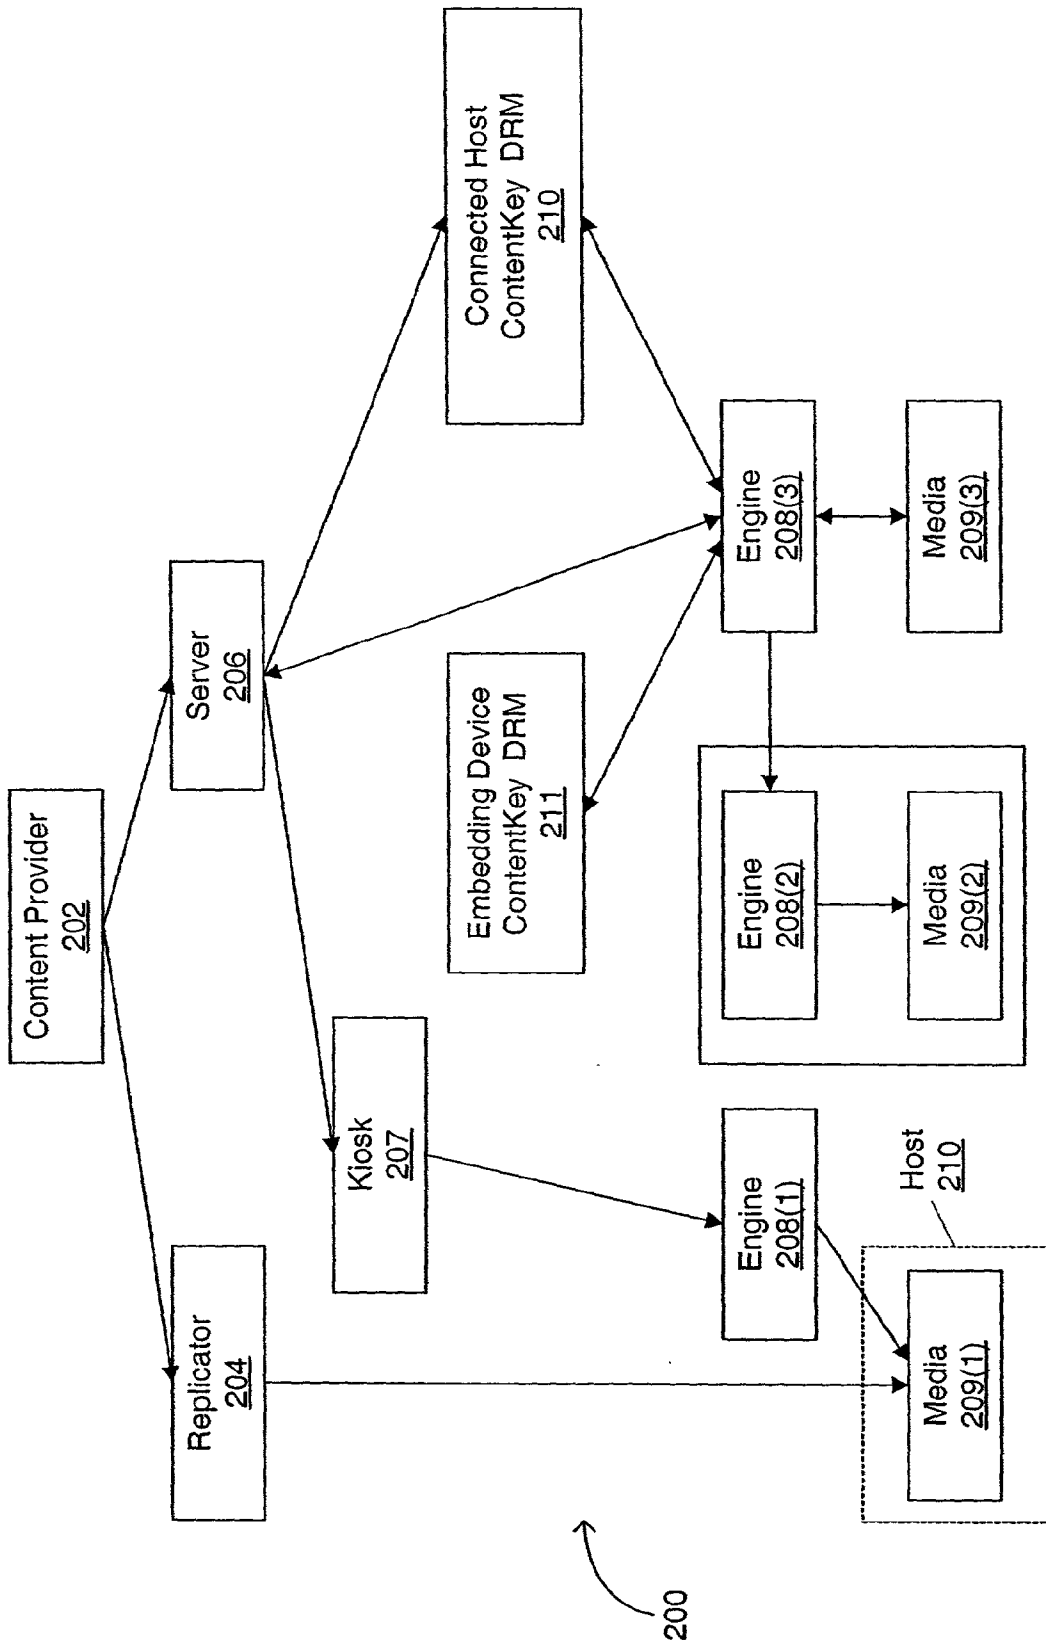 Content Provider
202
Replicator
204
Server
206
Kiosk
207
Embedding Device
ContentKey DRM
211
Connected Host
ContentKey DRM
210
Engine
208(1)
Engine
208(2)
Engine
208(3)
Host
210
Media
209(1)
Media
209(2)
Media
209(3)
200